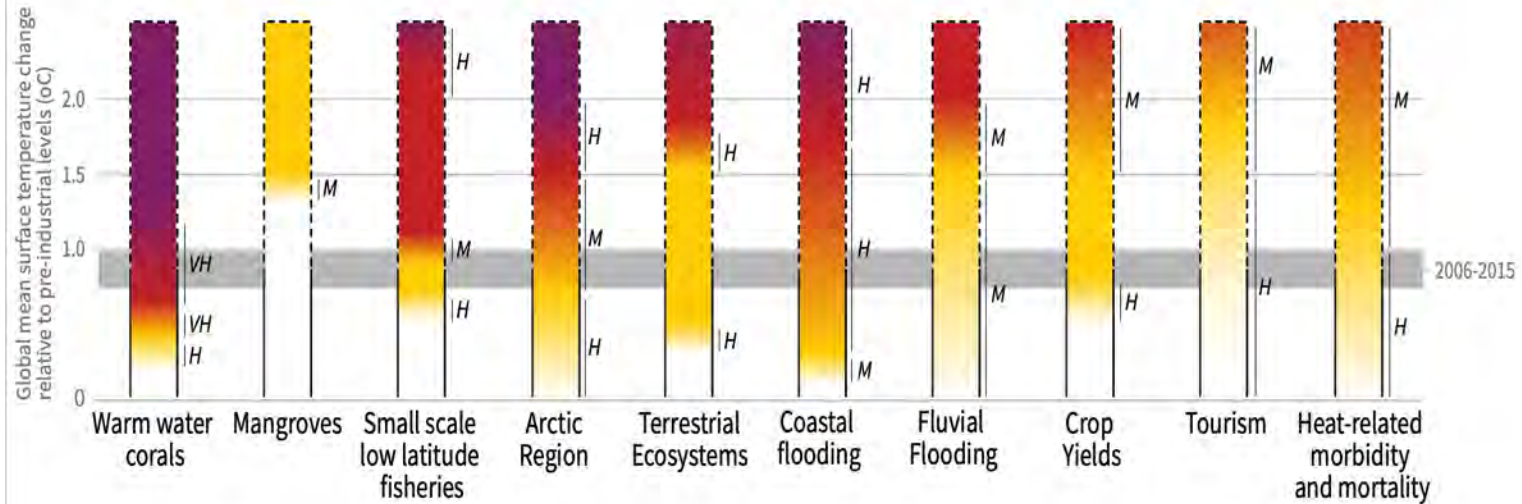 Global mean surface temperature change
relative to pre-industrial levels (oC)
2.0
1.5
1.0
0
2006-2015
VH
VH
H
M
H
M
H
H
M
H
H
H
H
H
M
M
M
M
H
M
H
M
H
Warm water
corals
Mangroves
Small scale
low latitude
fisheries
Arctic
Region
Terrestrial
Ecosystems
Coastal
flooding
Fluvial
Flooding
Crop
Yields
Tourism
Heat-related
morbidity
and mortality